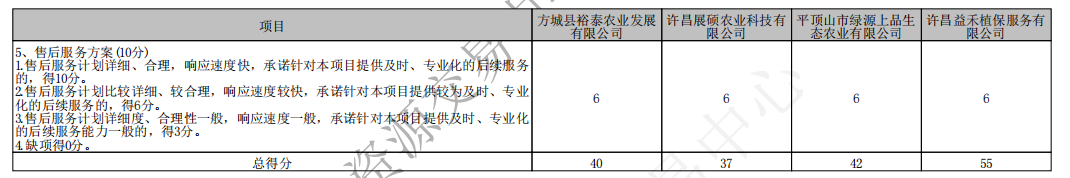 项目
方城县裕泰农业发展
有限公司
许昌展硕农业科技有
限公司
平顶山市绿源上品生
态农业有限公司
许昌益禾植保服务有
限公司
5、售后服务方案(10分)
1.售后服务计划详细、合理，响应速度快，承诺针对本项目提供及时、专业化的后续服务
的，得10分。
2.售后服务计划比较详细、较合理，响应速度较快，承诺针对本项目提供较为及时、专业
化的后续服务的，得6分。
3.售后服务计划详细度、合理性一般，响应速度一般，承诺针对本项目提供及时、专业化
的后续服务能力一般的，得3分。
4.缺项得0分。
6
6
6
6
总得分
40
37
42
55
资源交易中
易中心